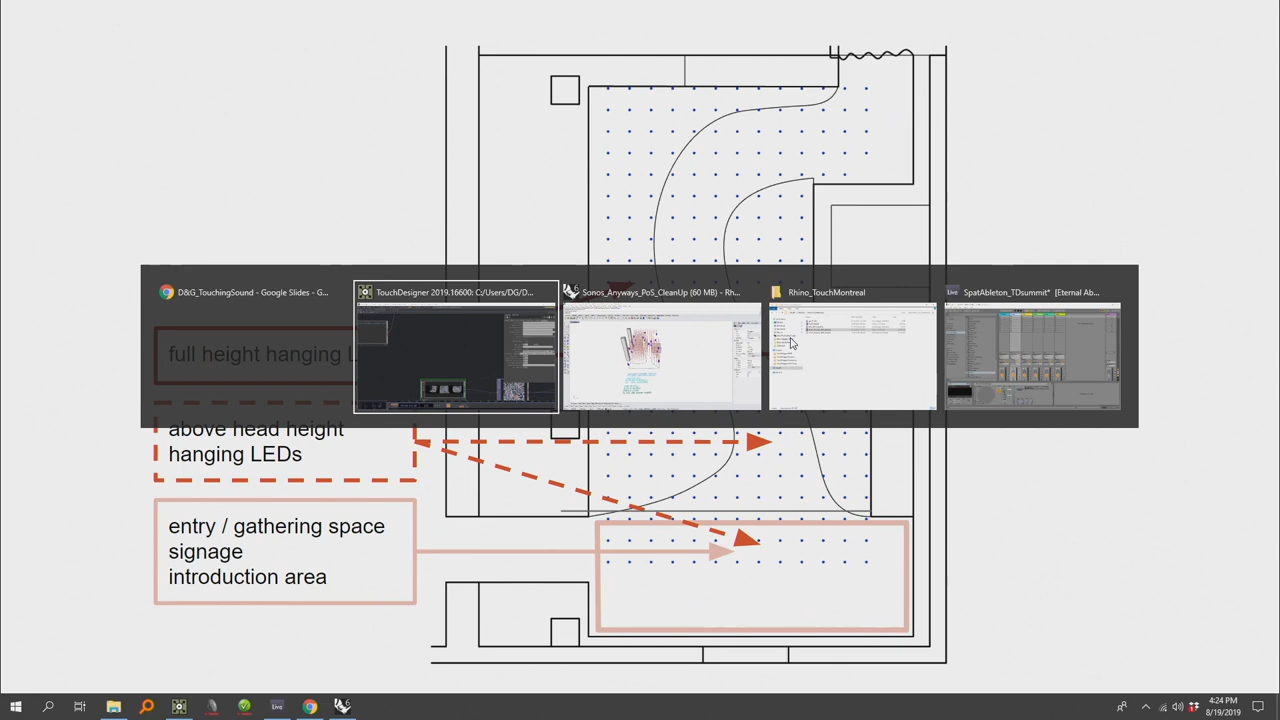 D&G_TouchingSound - Google Slides - G...
TouchDesigner 2019.16600: C:/Users/DG/D...
Sonos_Anyways_PoS_CleanUp (60 MB) - Rh...
Rhino_TouchMontreal
SpatAbleton_TDsummit* [Eternal Ab...
full height hanging
above head height
hanging LEDs
entry / gathering space
signage
introduction area
Live
4:24 PM
8/19/2019